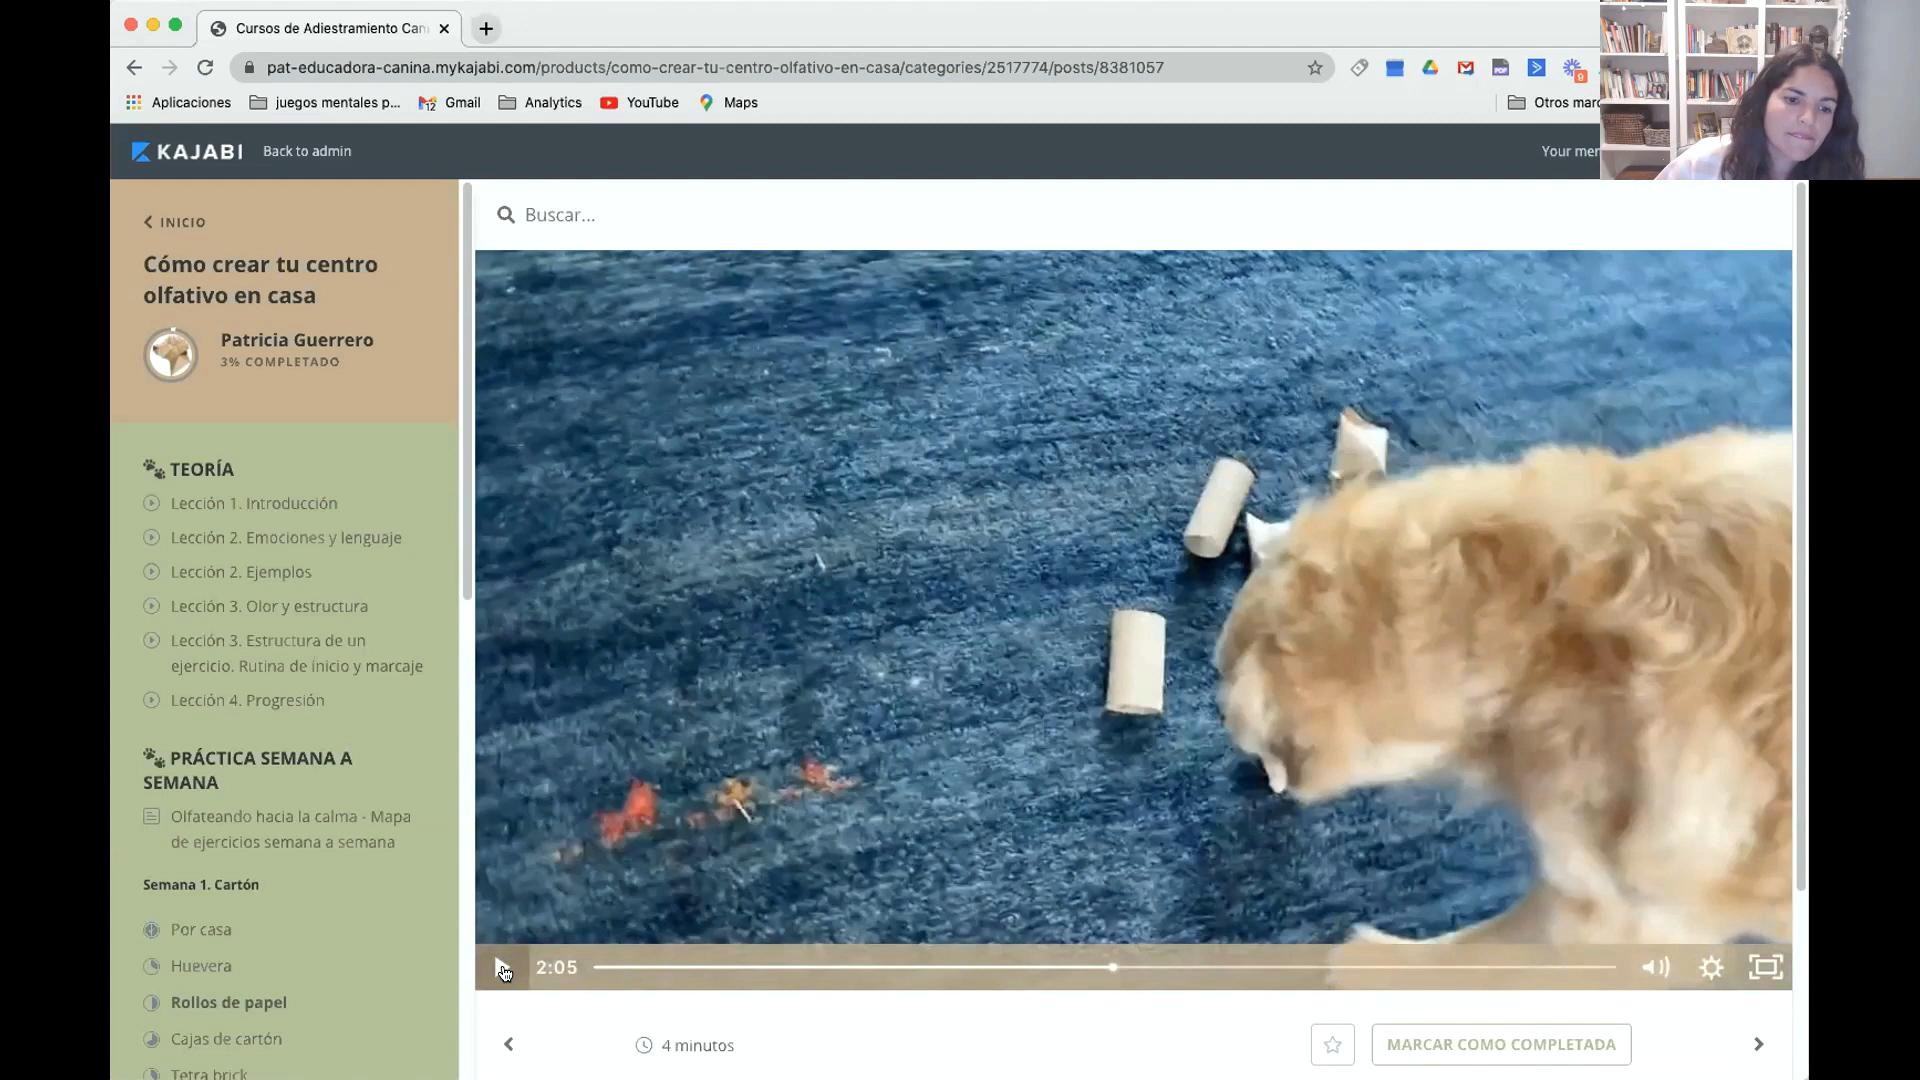 Cursos de Adiestramiento Can
pat-educadora-canina.mykajabi.com/products/como-crear-tu-centro-olfativo-en-casa/categories/2517774/posts/8381057
9
Aplicaciones
juegos mentales p...
Gmail
Analytics
YouTube
Maps
Otros marc
KAJABI
Back to admin
Your mem
INICIO
Cómo crear tu centro
olfativo en casa
Patricia Guerrero
3% COMPLETADO
TEORÍA
Lección 1. Introducción
Lección 2. Emociones y lenguaje
Lección 2. Ejemplos
Lección 3. Olor y estructura
Lección 3. Estructura de un
ejercicio. Rutina de inicio y marcaje
Lección 4. Progresión
PRÁCTICA SEMANA A
SEMANA
Olfateando hacia la calma - Mapa
de ejercicios semana a semana
Semana 1. Cartón
Por casa
Huevera
Rollos de papel
Cajas de cartón
Tetra brick
Buscar...
2:05
4 minutos
MARCAR COMO COMPLETADA